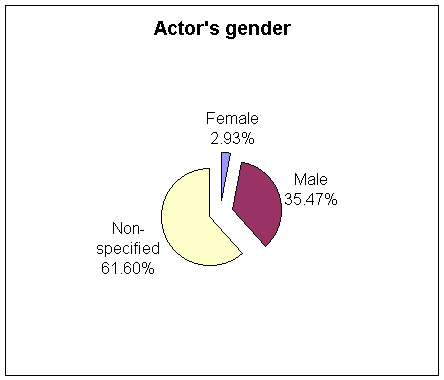 Actor's gender
Female
2.93%
Male
35.47%
Non-
specified
61.60%